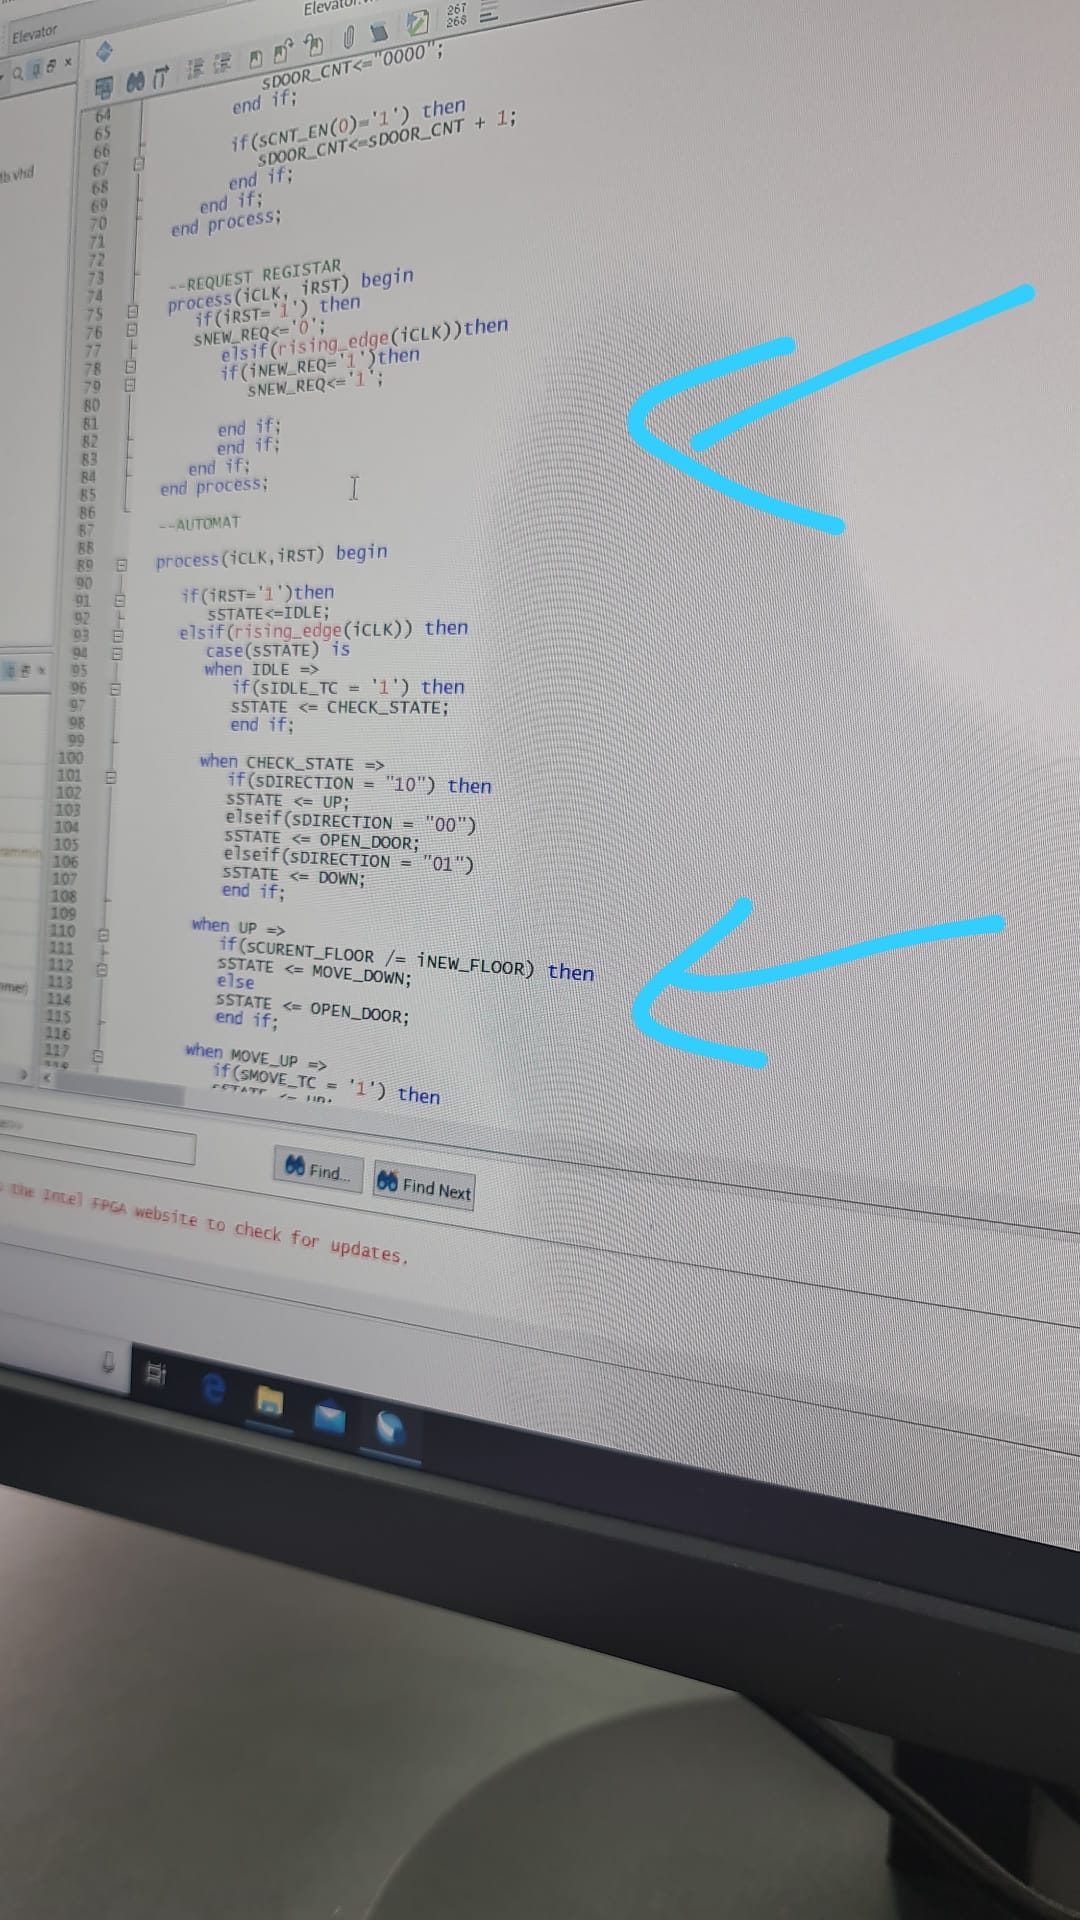 Elevator
Elevator.
267
268
tb.vhd
64 SDOOR_CNT<="0000";
65 end if;
66
67 if(sCNT_EN(0)='1') then
68 sDOOR_CNT<=sDOOR_CNT + 1;
69 end if;
70 end if;
71 end process;
72
73
74 --REQUEST REGISTAR
75 process(iCLK, iRST) begin
76 if(iRST='1') then
77 sNEW_REQ<='0';
78 elsif(rising_edge(iCLK))then
79 if(iNEW_REQ='1')then
80 sNEW_REQ<='1';
81
82 end if;
83 end if;
84 end if;
85 end process;
86
87 --AUTOMAT
88
89 process(iCLK,iRST) begin
90
91 if(iRST='1')then
92 sSTATE<=IDLE;
93 elsif(rising_edge(iCLK)) then
94 case(sSTATE) is
95 when IDLE =>
96 if(sIDLE_TC = '1') then
97 sSTATE <= CHECK_STATE;
98 end if;
99
100 when CHECK_STATE =>
101 if(sDIRECTION = "10") then
102 sSTATE <= UP;
103 elseif(sDIRECTION = "00")
104 sSTATE <= OPEN_DOOR;
105 elseif(sDIRECTION = "01")
106 sSTATE <= DOWN;
107 end if;
108
109 when UP =>
110 if(sCURENT_FLOOR /= iNEW_FLOOR) then
111 sSTATE <= MOVE_DOWN;
112 else
113 sSTATE <= OPEN_DOOR;
114 end if;
115
116 when MOVE_UP =>
117 if(sMOVE_TC = '1') then
Find...
Find Next
the Intel FPGA website to check for updates.